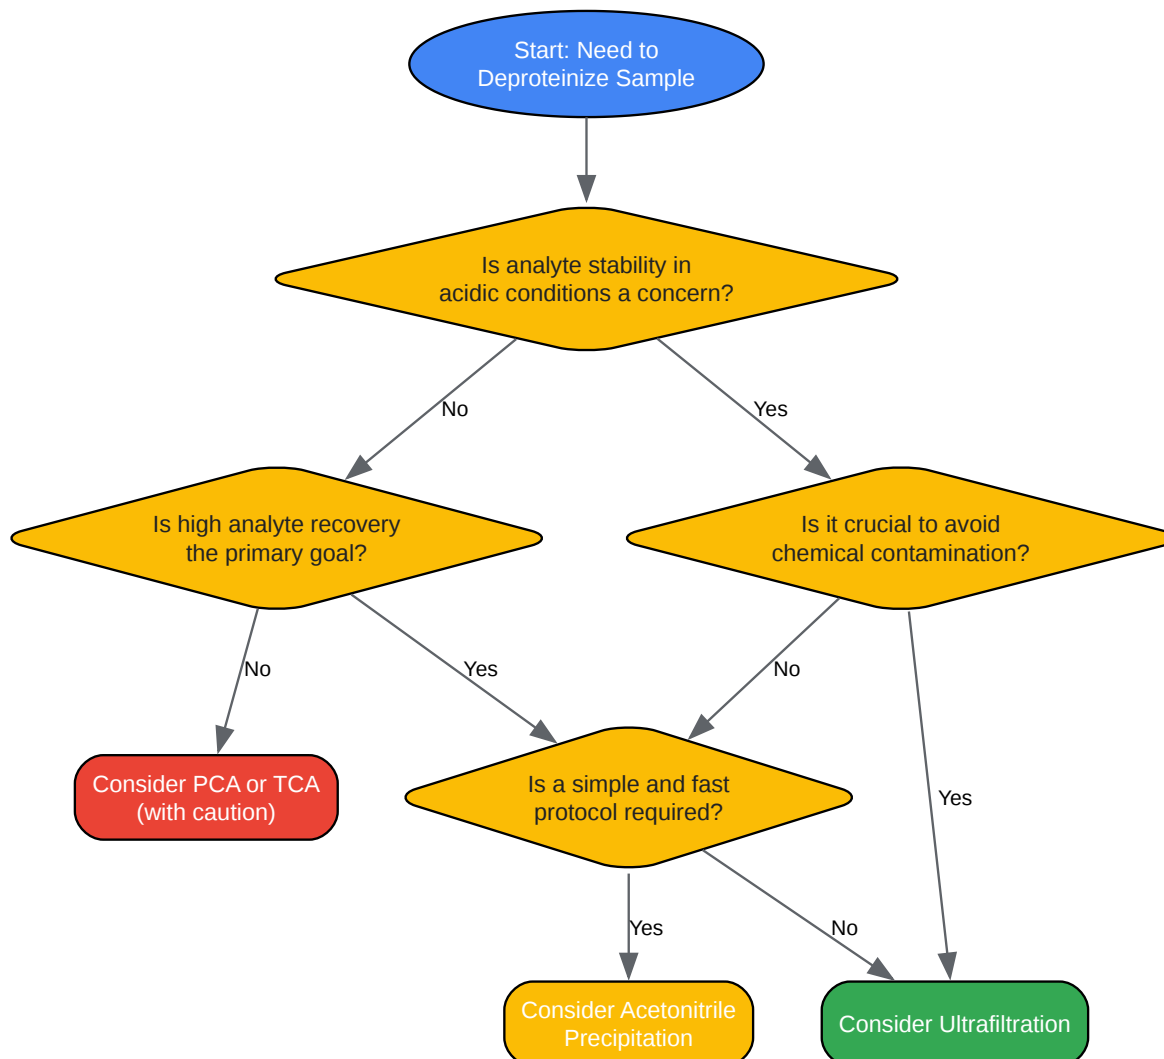 Start: Need to
Deproteinize Sample
Is analyte stability in
acidic conditions a concern?
No
Yes
Is high analyte recovery
the primary goal?
Is it crucial to avoid
chemical contamination?
No
Yes
No
Yes
Consider PCA or TCA
(with caution)
Is a simple and fast
protocol required?
Yes
No
Consider Acetonitrile
Precipitation
Consider Ultrafiltration